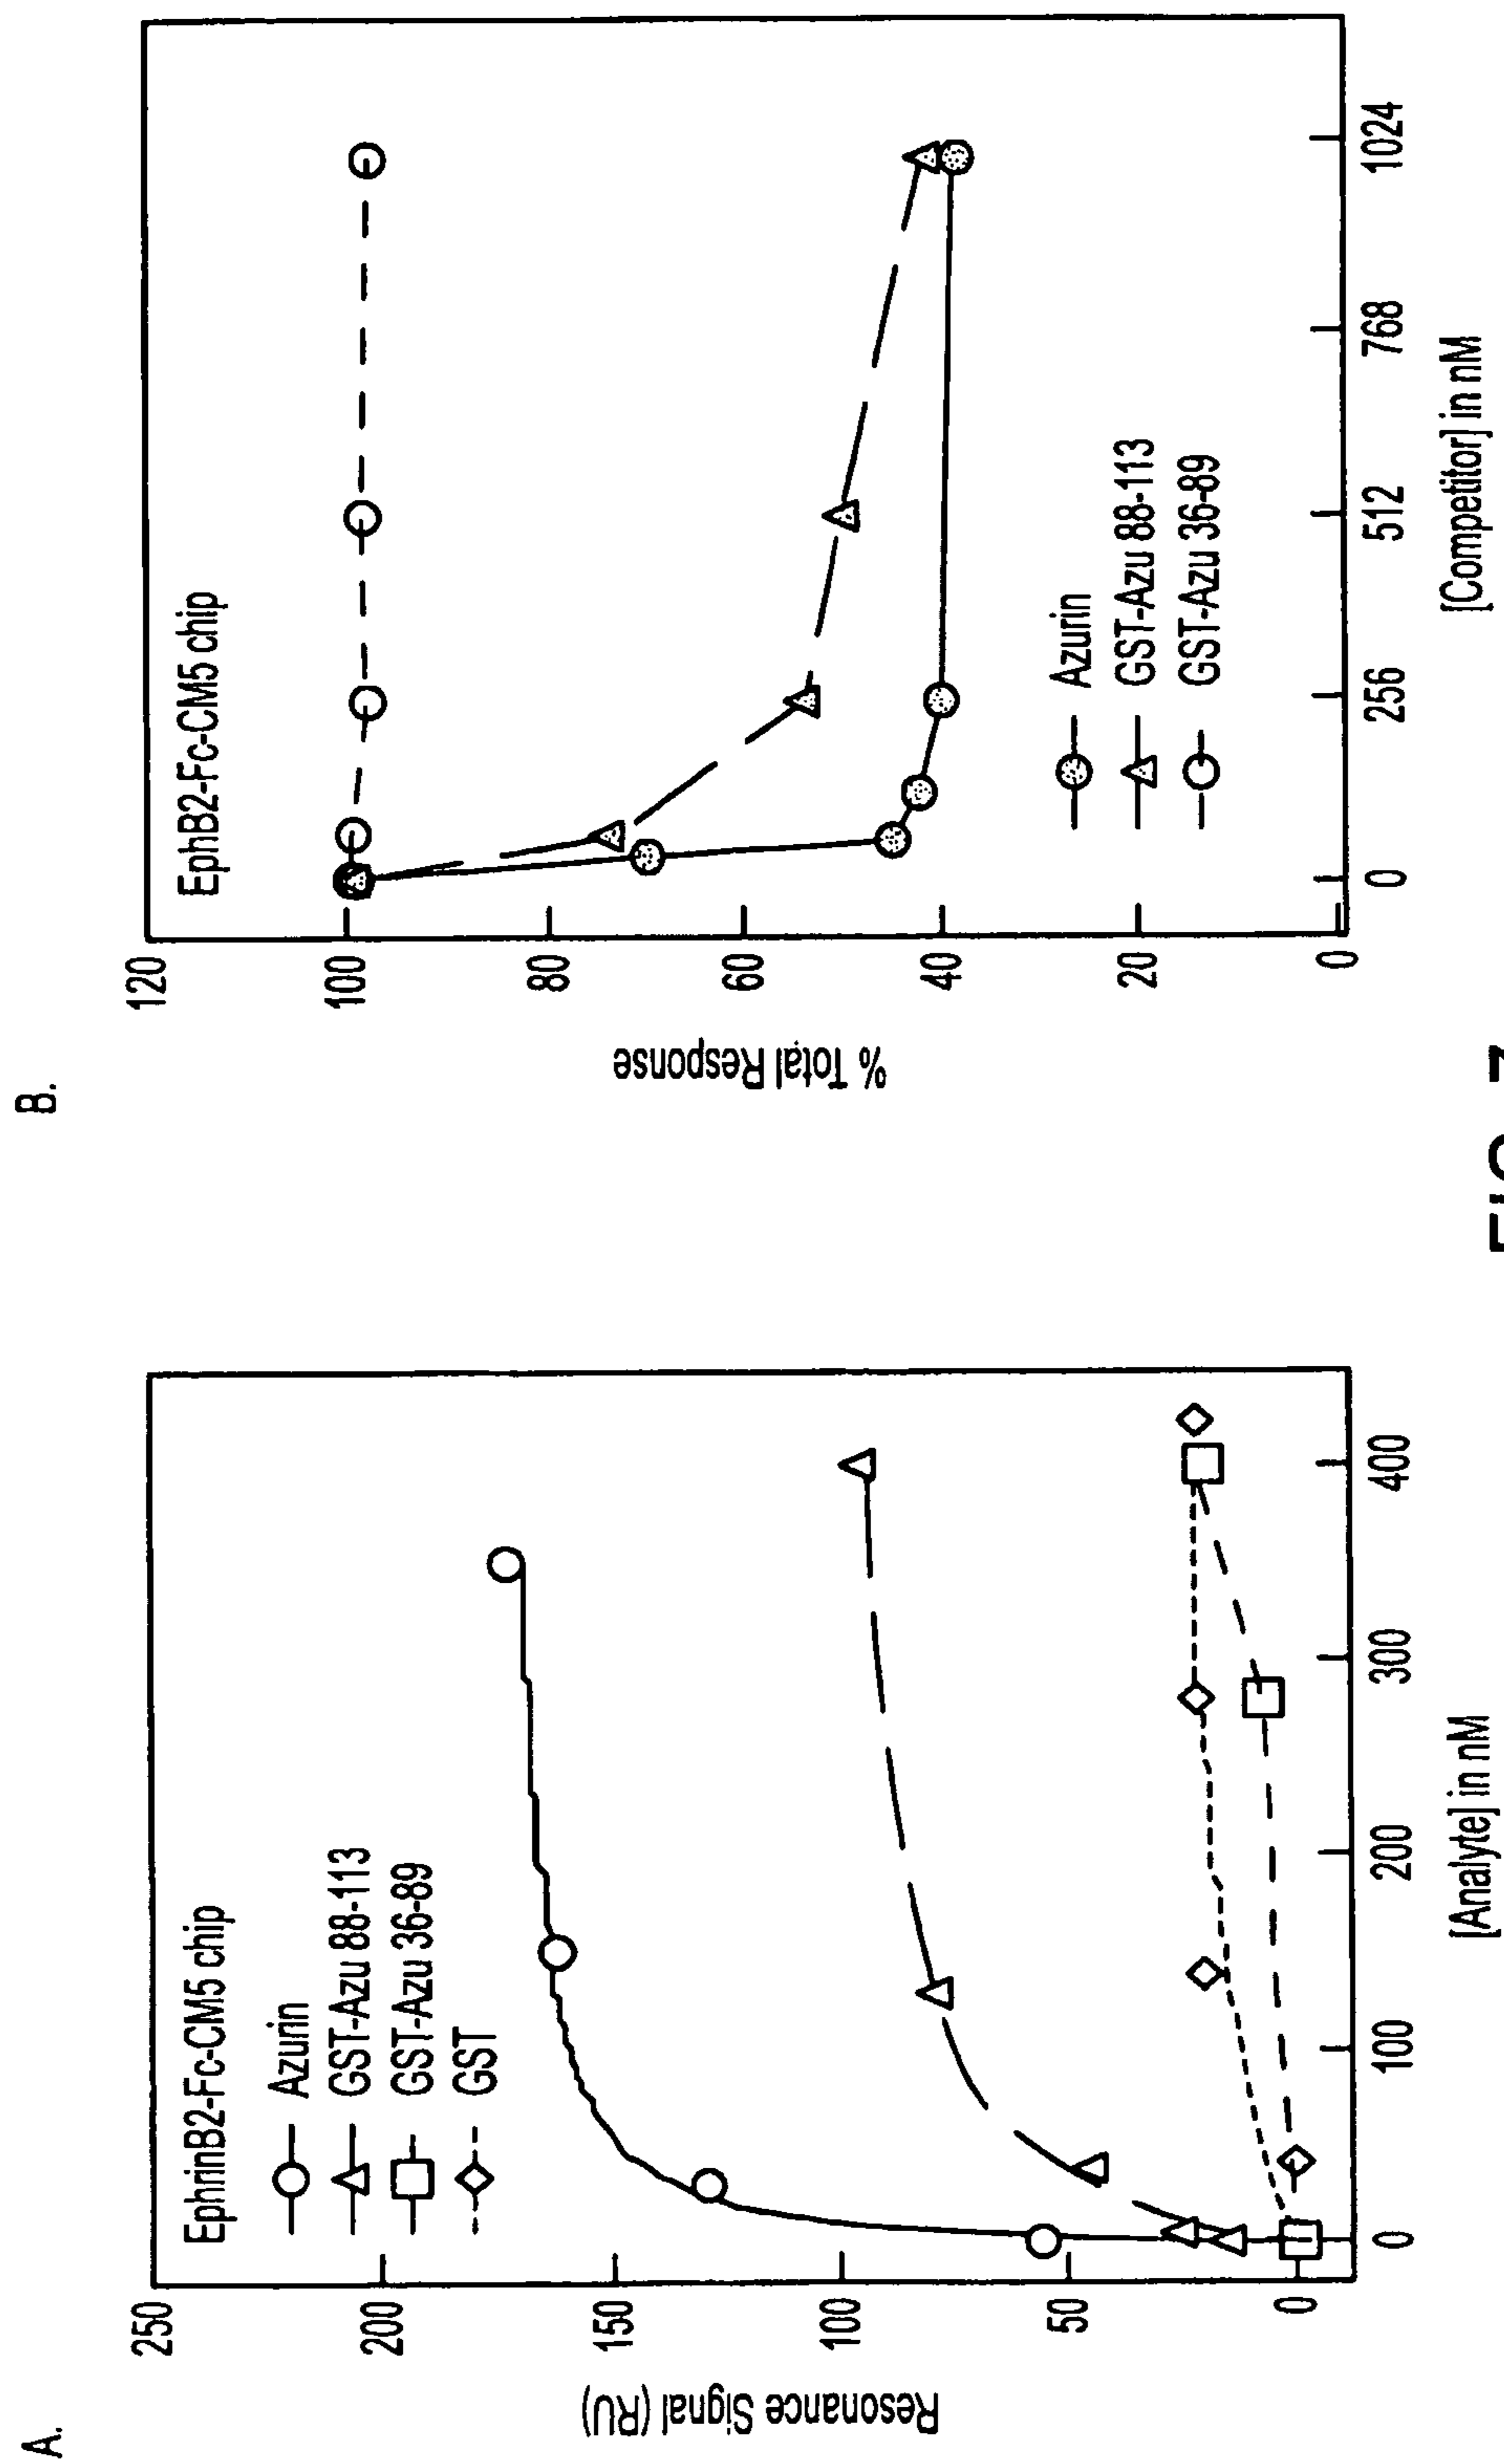 A.
EphrinB2-Fc-CM5 chip
Azurin
GST-Azu 88-113
GST-Azu 36-89
GST
Resonance Signal (RU)
250
200
150
100
50
0
0
100
200
300
400
[Analyte] in nM
B.
EphB2-Fc-CM5 chip
Azurin
GST-Azu 88-113
GST-Azu 36-89
% Total Response
120
100
80
60
40
20
0
0
256
512
768
1024
[Competitor] in nM